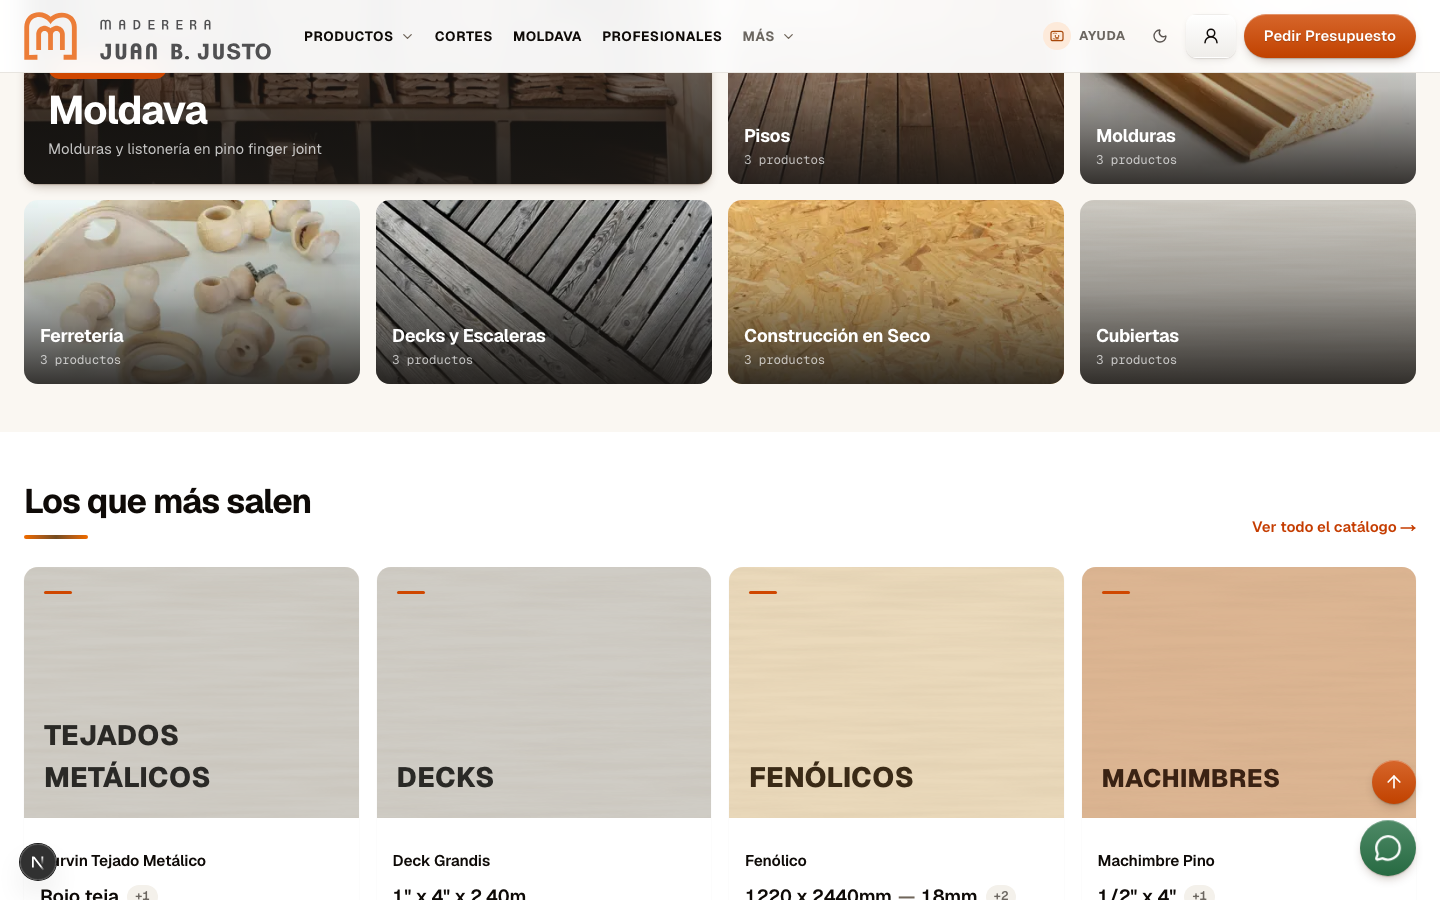 MADERERA
JUAN B. JUSTO
PRODUCTOS
CORTES
MOLDAVA
PROFESIONALES
MÁS
AYUDA
Pedir Presupuesto
Moldava
Molduras y listonería en pino finger joint
Pisos
3 productos
Molduras
3 productos
Ferretería
3 productos
Decks y Escaleras
3 productos
Construcción en Seco
3 productos
Cubiertas
3 productos
Los que más salen
Ver todo el catálogo →
TEJADOS
METÁLICOS
DECKS
FENÓLICOS
MACHIMBRES
N
Tejado Metálico
Deck Grandis
Fenólico
Machimbre Pino
Rojo teja +1
1" x 4" x 2.40m
1220 x 2440mm — 18mm +2
1/2" x 4" +1